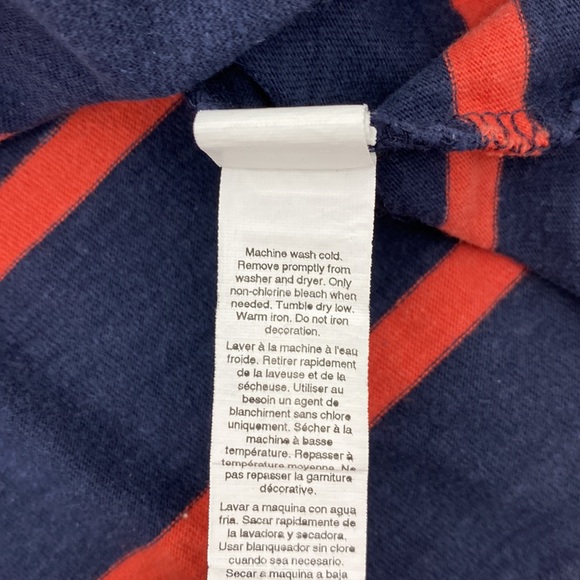 Machine wash cold.
Remove promptly from
washer and dryer. Only
non-chlorine bleach when
needed. Tumble dry low.
Warm iron. Do not iron
decoration.
Laver à la machine à l'eau
froide. Retirer rapidement
de la laveuse et de la
sécheuse. Utiliser au
besoin un agent de
blanchiment sans chlore
uniquement. Sécher à la
machine à basse
température. Repasser à
température moyenne. Ne
pas repasser la garniture
décorative.
Lavar a maquina con agua
fria. Sacar rapidamente de
la lavadora y secadora.
Usar blanqueador sin cloro
cuando sea necesario.
Secar a maquina a baja